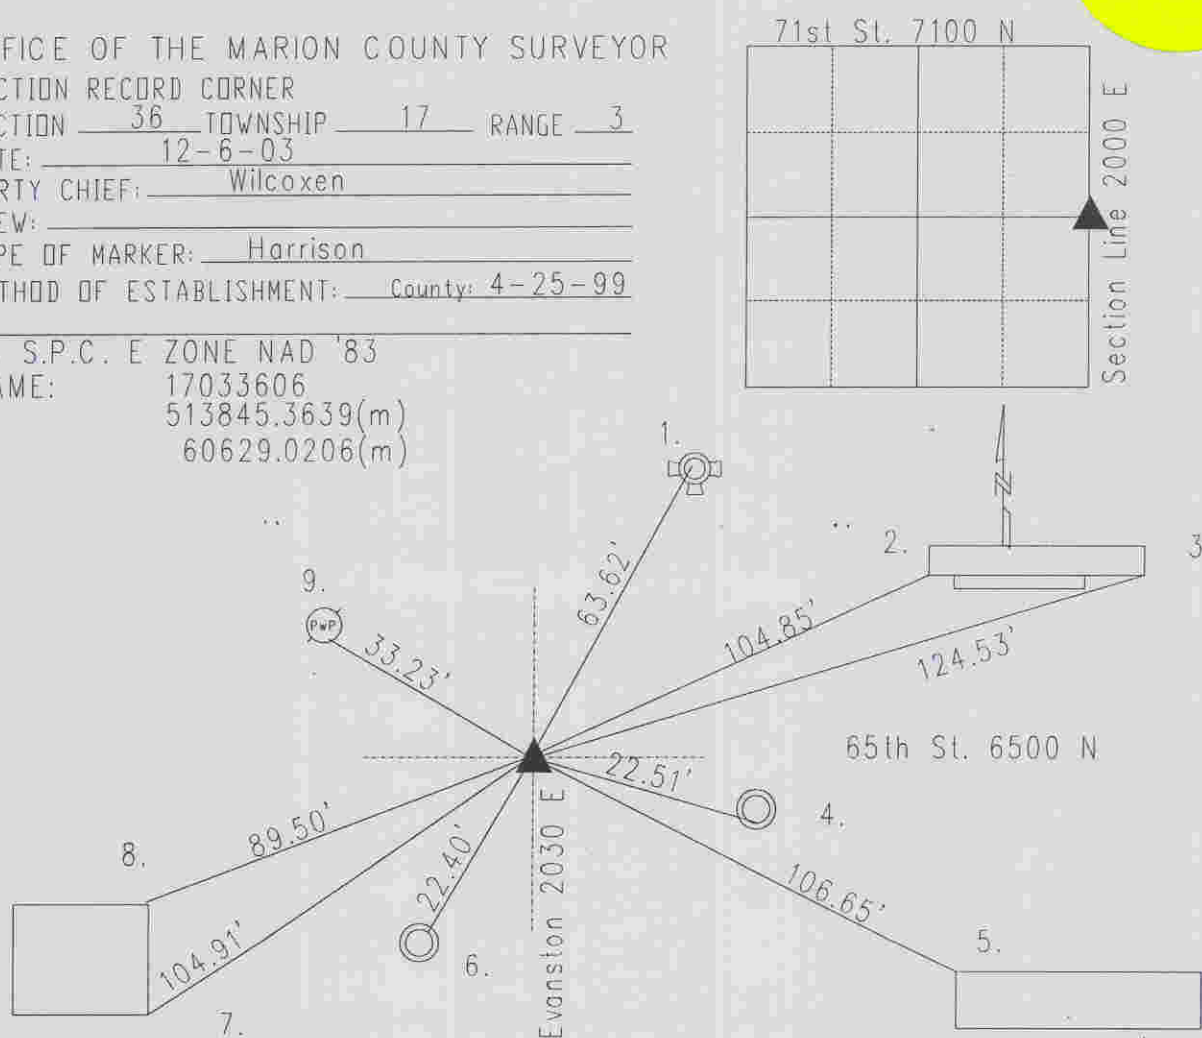 FICE OF THE MARION COUNTY SURVEYOR
CTION RECORD CORNER
CTION 36 TOWNSHIP 17 RANGE 3
TE: 12-6-03
RTY CHIEF: Wilcoxen
EW:
PE OF MARKER: Harrison
THOD OF ESTABLISHMENT: County: 4-25-99
S.P.C. E ZONE NAD '83
AME: 17033606
513845.3639(m)
60629.0206(m)
71st St. 7100 N
Section Line 2000 E
N
1.
63.62'
2.
3
104.85'
124.53'
9.
PWP
33.23'
65th St. 6500 N
22.51'
4.
106.65'
5.
Evanston 2030 E
22.40'
6.
89.50'
8.
104.91'
7.